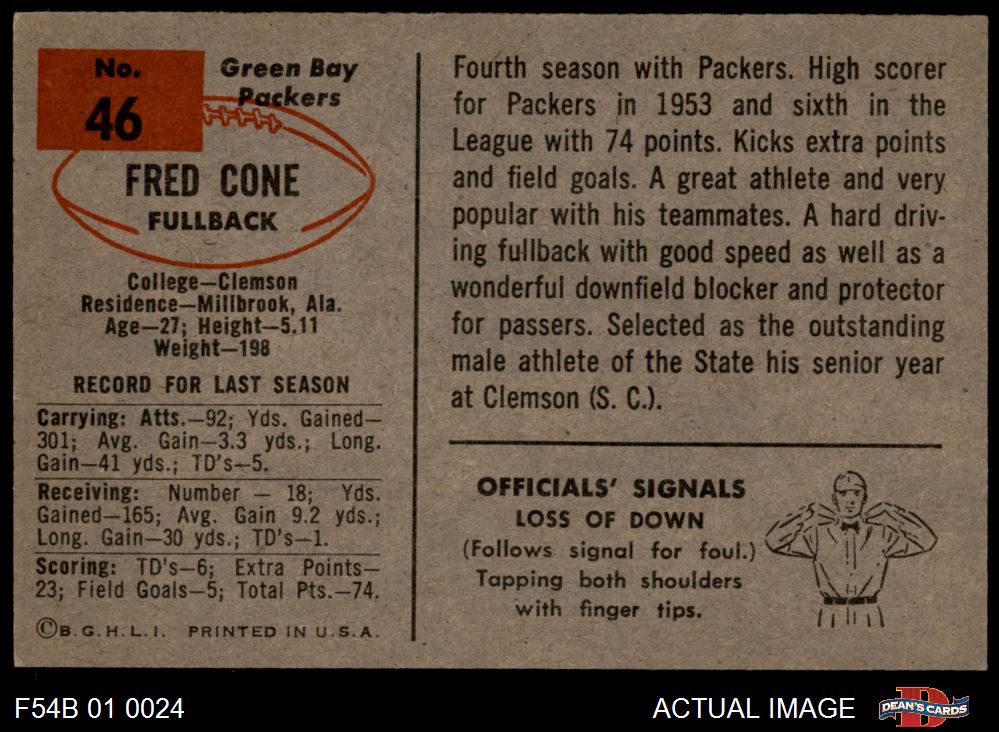 No.
46
Green Bay
Packers
FRED CONE
FULLBACK
College—Clemson
Residence—Millbrook, Ala.
Age—27; Height—5.11
Weight—198
RECORD FOR LAST SEASON
Carrying: Atts.—92; Yds. Gained—
301; Avg. Gain—3.3 yds.; Long.
Gain—41 yds.; TD's—5.
Receiving: Number — 18; Yds.
Gained—165; Avg. Gain 9.2 yds.;
Long. Gain—30 yds.; TD's—1.
Scoring: TD's—6; Extra Points—
23; Field Goals—5; Total Pts.—74.
©B.G.H.L.I. PRINTED IN U.S.A.
Fourth season with Packers. High scorer
for Packers in 1953 and sixth in the
League with 74 points. Kicks extra points
and field goals. A great athlete and very
popular with his teammates. A hard driv-
ing fullback with good speed as well as a
wonderful downfield blocker and protector
for passers. Selected as the outstanding
male athlete of the State his senior year
at Clemson (S. C.).
OFFICIALS' SIGNALS
LOSS OF DOWN
(Follows signal for foul.)
Tapping both shoulders
with finger tips.
F54B 01 0024
ACTUAL IMAGE
D
DEAN'S CARDS